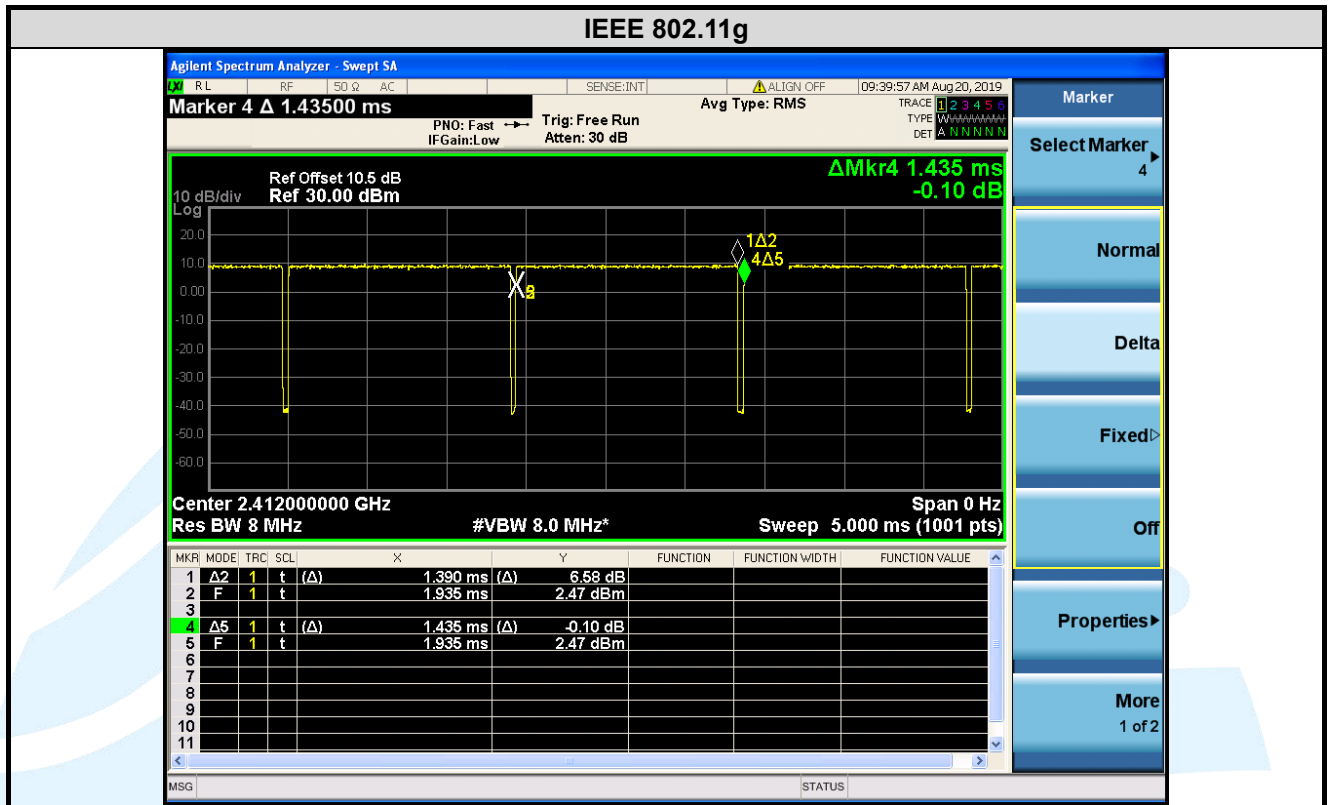 IEEE 802.11g
Agilent Spectrum Analyzer - Swept SA
LXI RL RF 50 Ω AC SENSE:INT ALIGN OFF 09:39:57 AM Aug 20, 2019
Marker 4 Δ 1.43500 ms
PNO: Fast
IFGain:Low
Trig: Free Run
Atten: 30 dB
Avg Type: RMS
TRACE 1 2 3 4 5 6
TYPE W
DET A N N N N N
ΔMkr4 1.435 ms
-0.10 dB
Ref Offset 10.5 dB
10 dB/div Ref 30.00 dBm
Log
20.0
10.0
0.00
-10.0
-20.0
-30.0
-40.0
-50.0
-60.0
1Δ2
4Δ5
Center 2.412000000 GHz Span 0 Hz
Res BW 8 MHz #VBW 8.0 MHz* Sweep 5.000 ms (1001 pts)
MKR MODE TRC SCL X Y FUNCTION FUNCTION WIDTH FUNCTION VALUE
1 Δ2 1 t (Δ) 1.390 ms (Δ) 6.58 dB
2 F 1 t 1.935 ms 2.47 dBm
3
4 Δ5 1 t (Δ) 1.435 ms (Δ) -0.10 dB
5 F 1 t 1.935 ms 2.47 dBm
6
7
8
9
10
11
MSG STATUS
Marker
Select Marker
4
Normal
Delta
Fixed
Off
Properties
More
1 of 2